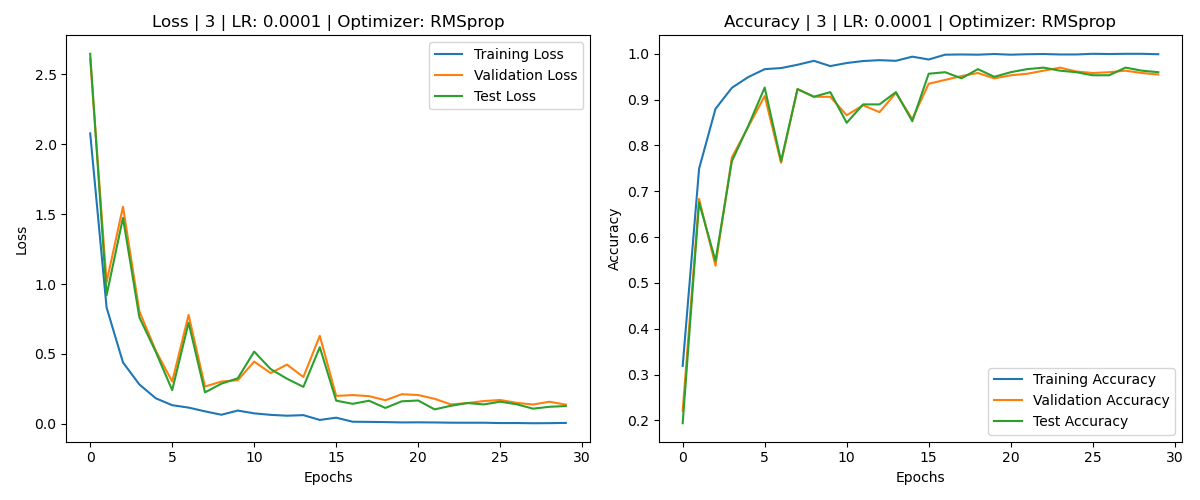 Loss | 3 | LR: 0.0001 | Optimizer: RMSprop
Training Loss
Validation Loss
Test Loss
2.5
2.0
1.5
1.0
0.5
0.0
Loss
0 5 10 15 20 25 30
Epochs
Accuracy | 3 | LR: 0.0001 | Optimizer: RMSprop
1.0
0.9
0.8
0.7
0.6
0.5
0.4
0.3
0.2
Accuracy
Training Accuracy
Validation Accuracy
Test Accuracy
0 5 10 15 20 25 30
Epochs